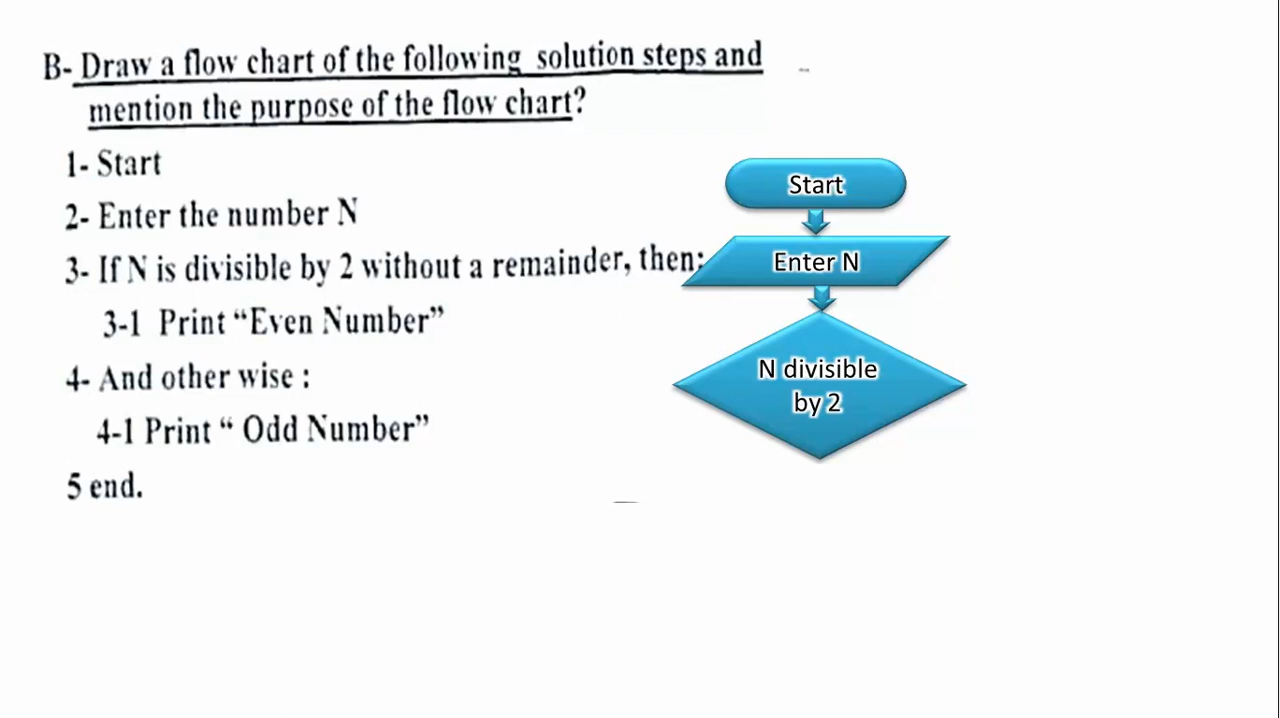 B- Draw a flow chart of the following solution steps and
mention the purpose of the flow chart?
1- Start
2- Enter the number N
3- If N is divisible by 2 without a remainder, then:
3-1 Print “Even Number”
4- And other wise :
4-1 Print “ Odd Number”
5 end.
Start
Enter N
N divisible
by 2